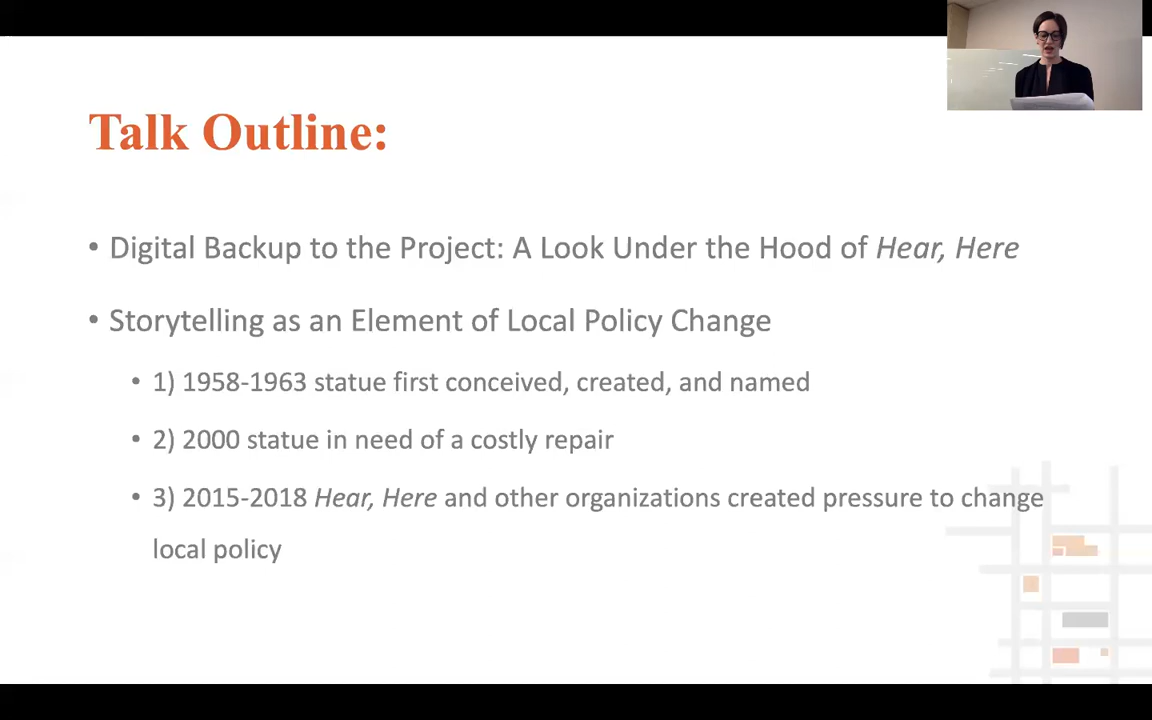 Talk Outline:
• Digital Backup to the Project: A Look Under the Hood of Hear, Here
• Storytelling as an Element of Local Policy Change
• 1) 1958-1963 statue first conceived, created, and named
• 2) 2000 statue in need of a costly repair
• 3) 2015-2018 Hear, Here and other organizations created pressure to change
local policy